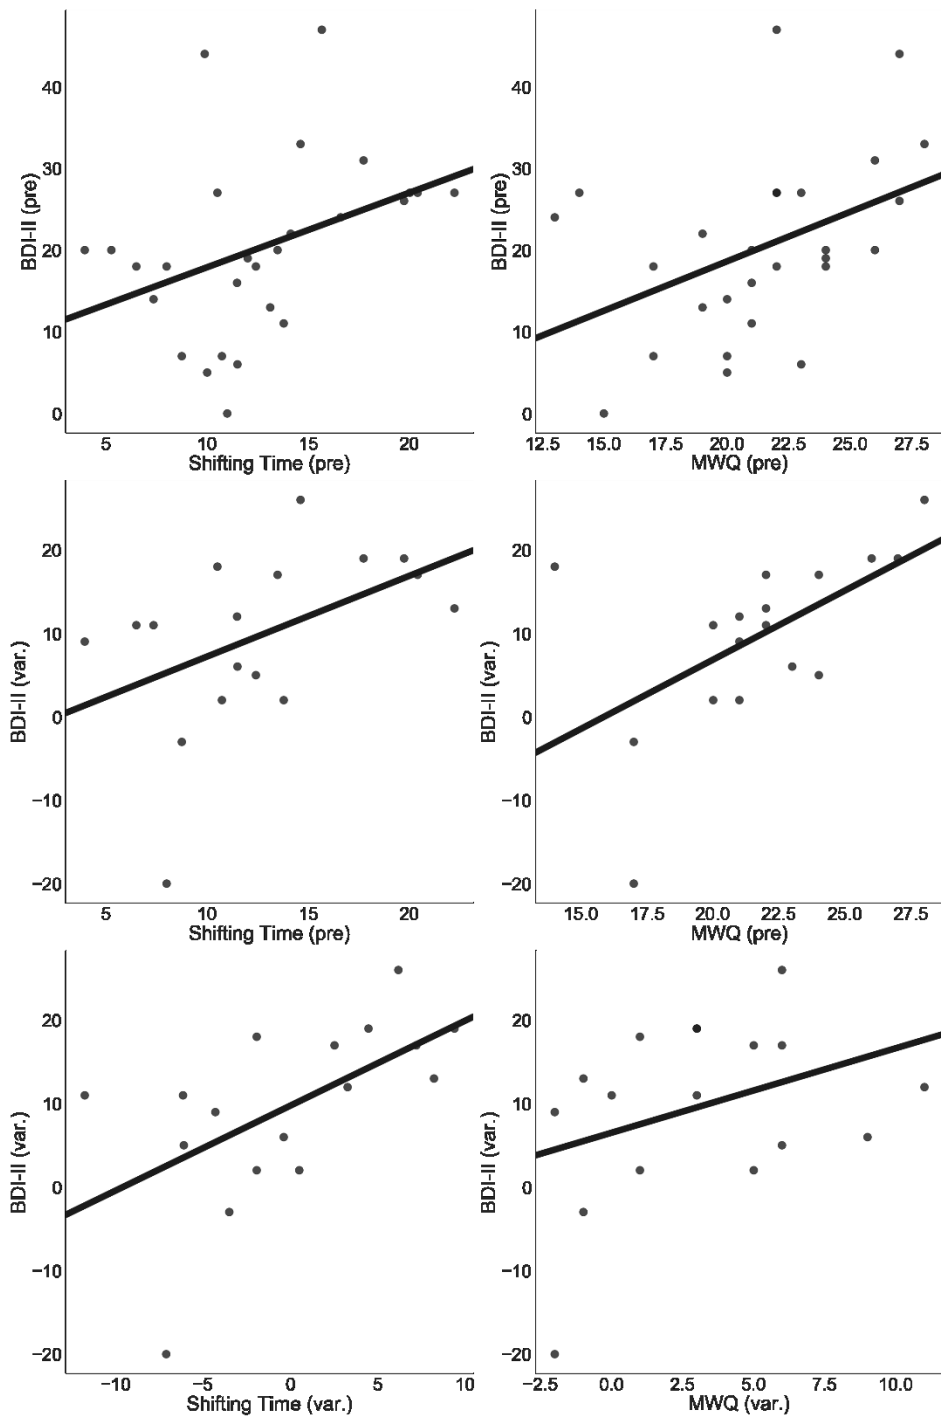 40
30
20
10
0
BDI-II (pre)
5 10 15 20
Shifting Time (pre)
40
30
20
10
0
BDI-II (pre)
12.5 15.0 17.5 20.0 22.5 25.0 27.5
MWQ (pre)
20
10
0
−10
−20
BDI-II (var.)
5 10 15 20
Shifting Time (pre)
20
10
0
−10
−20
BDI-II (var.)
15.0 17.5 20.0 22.5 25.0 27.5
MWQ (pre)
20
10
0
−10
−20
BDI-II (var.)
−10 −5 0 5 10
Shifting Time (var.)
20
10
0
−10
−20
BDI-II (var.)
−2.5 0.0 2.5 5.0 7.5 10.0
MWQ (var.)